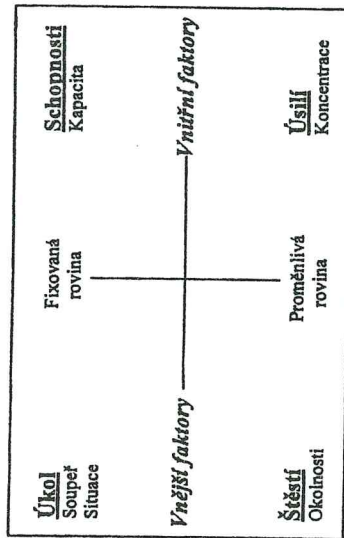 Úkol
Soupeř
Situace
Fixovaná
rovina
Schopnosti
Kapacita
Vnější faktory
Vnitřní faktory
Štěstí
Okolnosti
Proměnlivá
rovina
Úsilí
Koncentrace